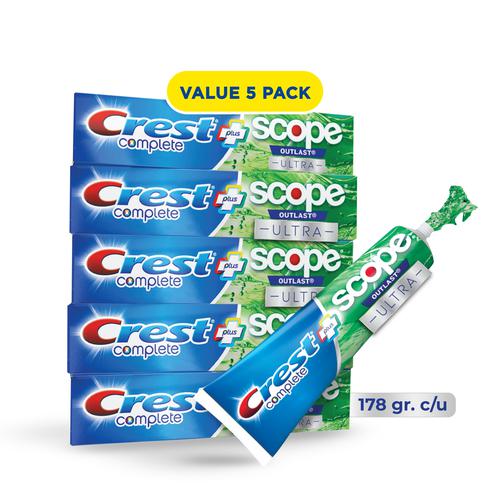 VALUE 5 PACK
Crest plus scope
complete
OUTLAST®
ULTRA
Crest plus scope
complete
OUTLAST®
ULTRA
Crest plus scope
complete
OUTLAST®
ULTRA
Crest plus scope
complete
Crest
complete
Crest plus scope
complete
OUTLAST®
ULTRA
178 gr. c/u